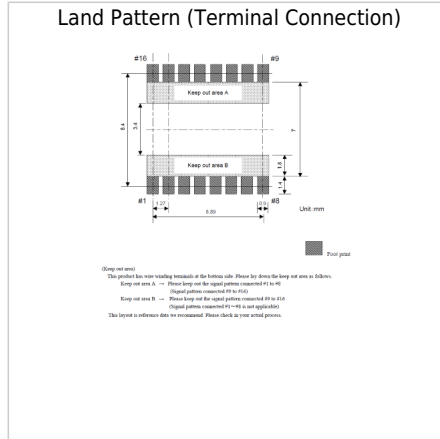 Land Pattern (Terminal Connection)
#16 #9
Keep out area A
8.4
3.4
7
Keep out area B
1.8
1.4
#1 #8
1.27 0.9
8.89
Unit:mm
Foot print
(Keep out area)
This product has wire winding terminals at the bottom side. Please lay down the keep out area as follows.
Keep out area A → Please keep out the signal pattern connected #1 to #8
(Signal pattern connected #9 to #16)
Keep out area B → Please keep out the signal pattern connected #9 to #16
(Signal pattern connected #1〜#8 is not applicable)
This layout is reference data we recommend. Please check in your actual process.